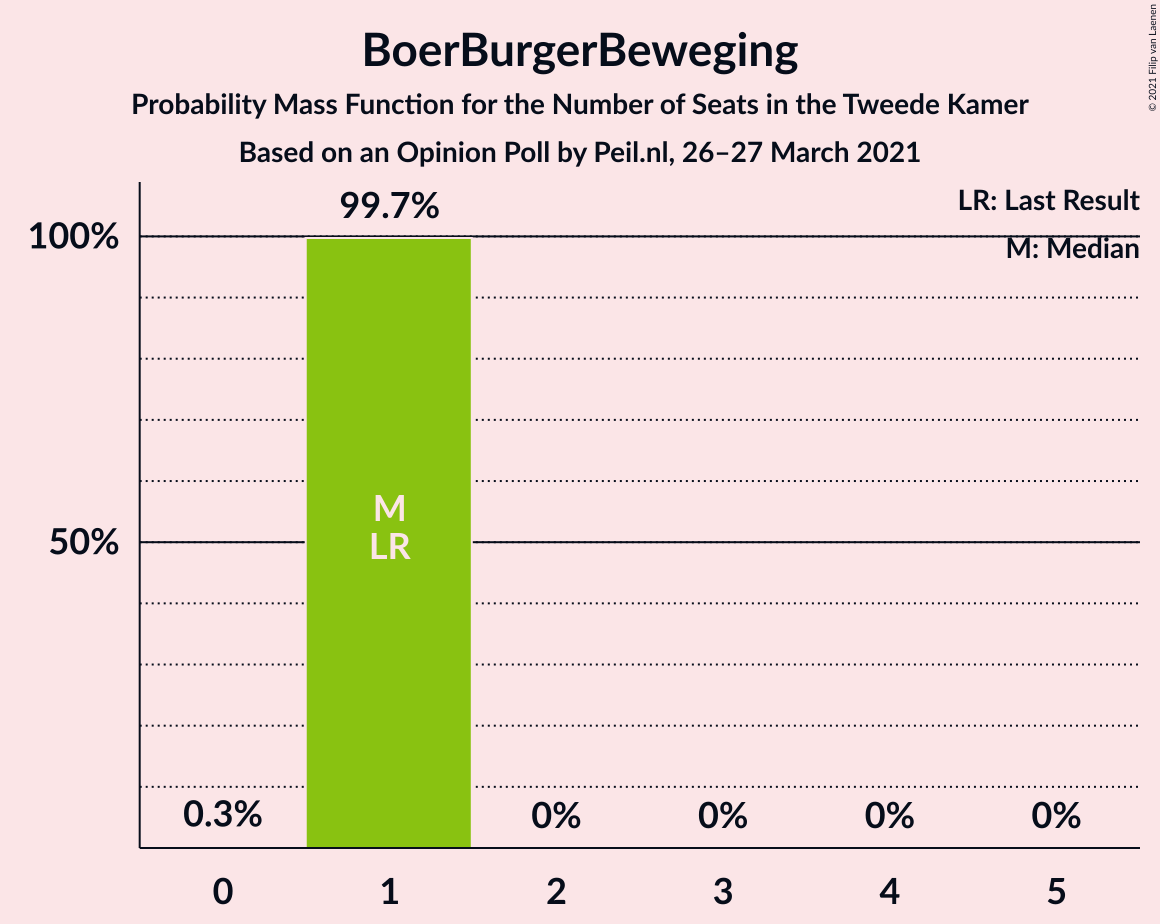 BoerBurgerBeweging
Probability Mass Function for the Number of Seats in the Tweede Kamer
Based on an Opinion Poll by Peil.nl, 26–27 March 2021
© 2021 Filip van Laenen
LR: Last Result
M: Median
100%
50%
99.7%
M
LR
0.3%
0%
0%
0%
0%
0
1
2
3
4
5